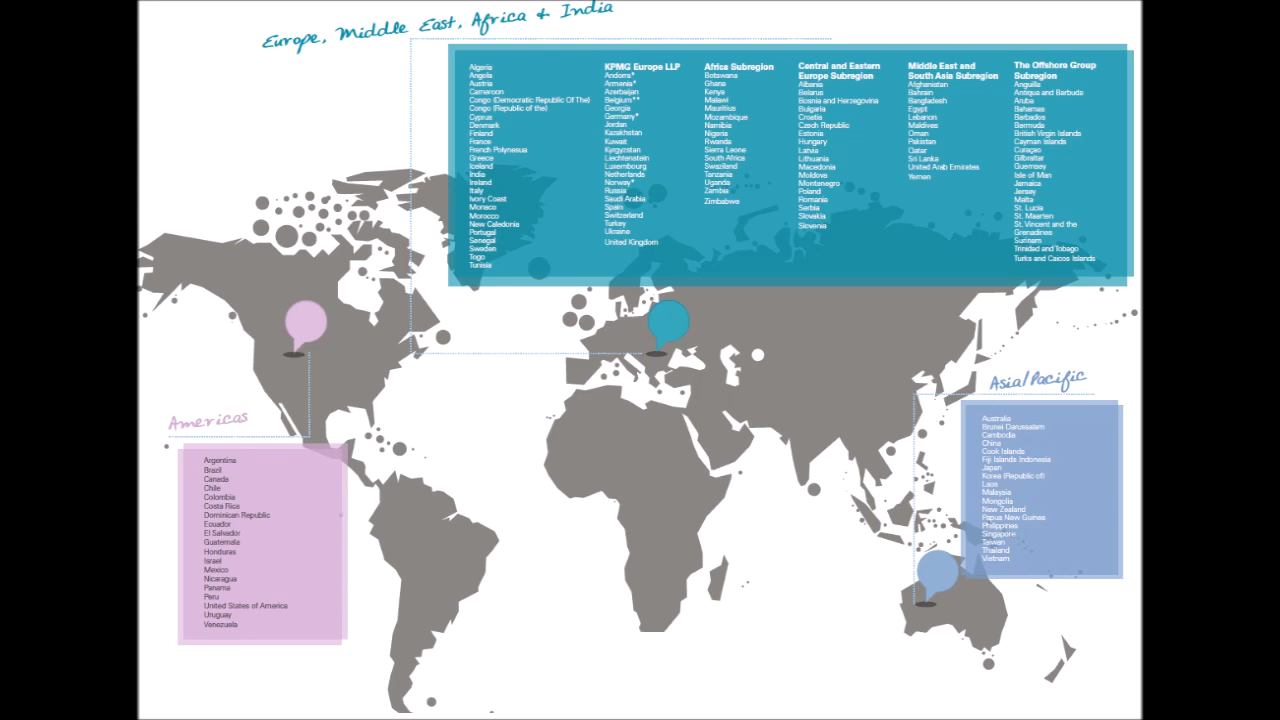 Europe, Middle East, Africa & India
Algeria
Angola
Austria
Cameroon
Congo (Democratic Republic Of The)
Congo (Republic of the)
Cyprus
Denmark
Finland
France
French Polynesua
Greece
Iceland
India
Ireland
Italy
Ivory Coast
Monaco
Morocco
New Caledonia
Portugal
Senegal
Sweden
Togo
Tunisia
KPMG Europe LLP
Andorra*
Armenia*
Azerbaijan
Belgium**
Georgia
Germany*
Jordan
Kazakhstan
Kuwait
Kyrgyzstan
Liechtenstein
Luxembourg
Netherlands
Norway*
Russia
Saudi Arabia
Spain
Switzerland
Turkey
Ukraine
United Kingdom
Africa Subregion
Botswana
Ghana
Kenya
Malawi
Mauritius
Mozambique
Namibia
Nigeria
Rwanda
Sierra Leone
South Africa
Swaziland
Tanzania
Uganda
Zambia
Zimbabwe
Central and Eastern
Europe Subregion
Albania
Belarus
Bosnia and Herzegovina
Bulgaria
Croatia
Czech Republic
Estonia
Hungary
Latvia
Lithuania
Macedonia
Moldova
Montenegro
Poland
Romania
Serbia
Slovakia
Slovenia
Middle East and
South Asia Subregion
Afghanistan
Bahrain
Bangladesh
Egypt
Lebanon
Maldives
Oman
Pakistan
Qatar
Sri Lanka
United Arab Emirates
Yemen
The Offshore Group
Subregion
Anguilla
Antiqua and Barbuda
Aruba
Bahamas
Barbados
Bermuda
British Virgin Islands
Cayman Islands
Curaçao
Gilbraltar
Guernsey
Isle of Man
Jamaica
Jersey
Malta
St. Lucia
St. Maarten
St. Vincent and the
Grenadines
Surinam
Trinidad and Tobago
Turks and Caicos Islands
Americas
Argentina
Brazil
Canada
Chile
Colombia
Costa Rica
Dominican Republic
Ecuador
El Salvador
Guatemala
Honduras
Israel
Mexico
Nicaragua
Panama
Peru
United States of America
Uruguay
Venezuela
Asia/Pacific
Australia
Brunei Darussalam
Cambodia
China
Cook Islands
Fiji Islands Indonesia
Japan
Korea (Republic of)
Laos
Malaysia
Mongolia
New Zealand
Papua New Guinea
Philippines
Singapore
Taiwan
Thailand
Vietnam